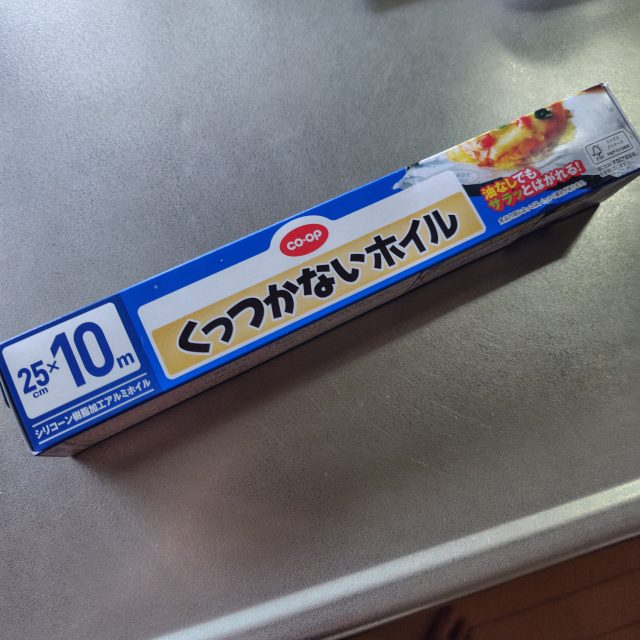 CO·OP
くっつかないホイル
25cm×10m
シリコーン樹脂加工アルミホイル
油なしでも
サラッとはがれる!
FSC